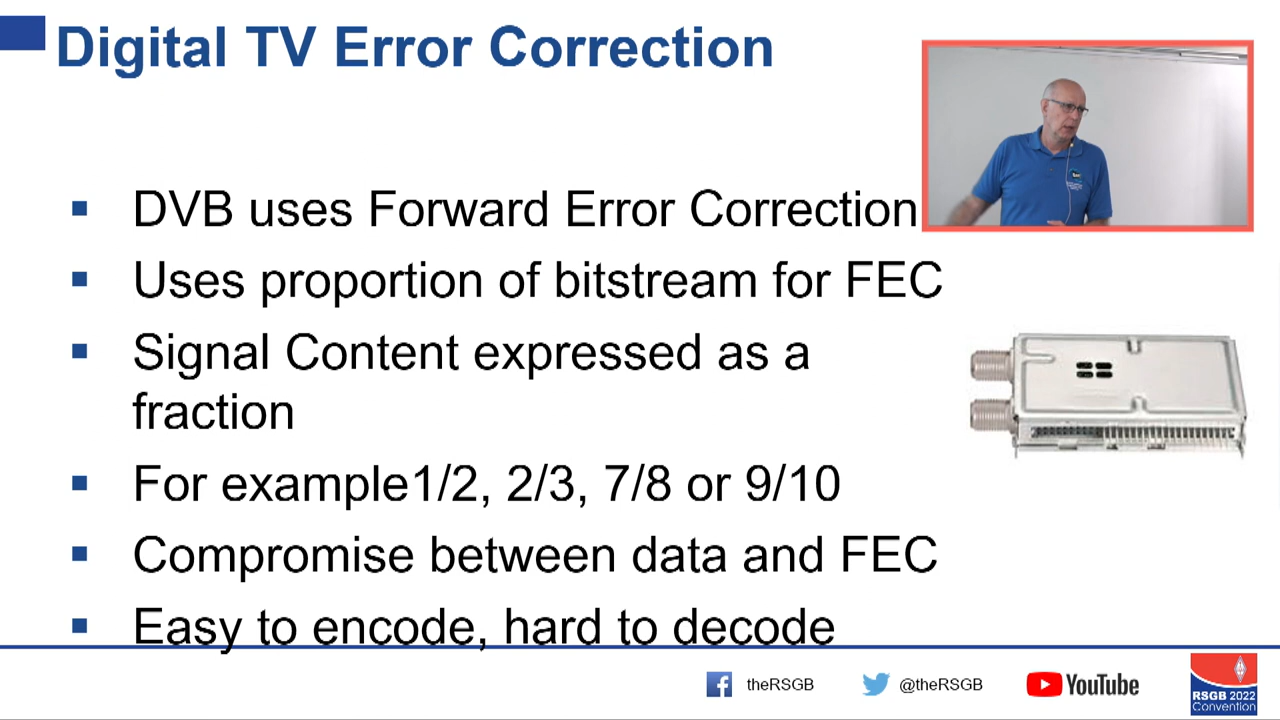 Digital TV Error Correction
DVB uses Forward Error Correction
Uses proportion of bitstream for FEC
Signal Content expressed as a
fraction
For example1/2, 2/3, 7/8 or 9/10
Compromise between data and FEC
Easy to encode, hard to decode
theRSGB
@theRSGB
YouTube
RSGB 2022
Convention